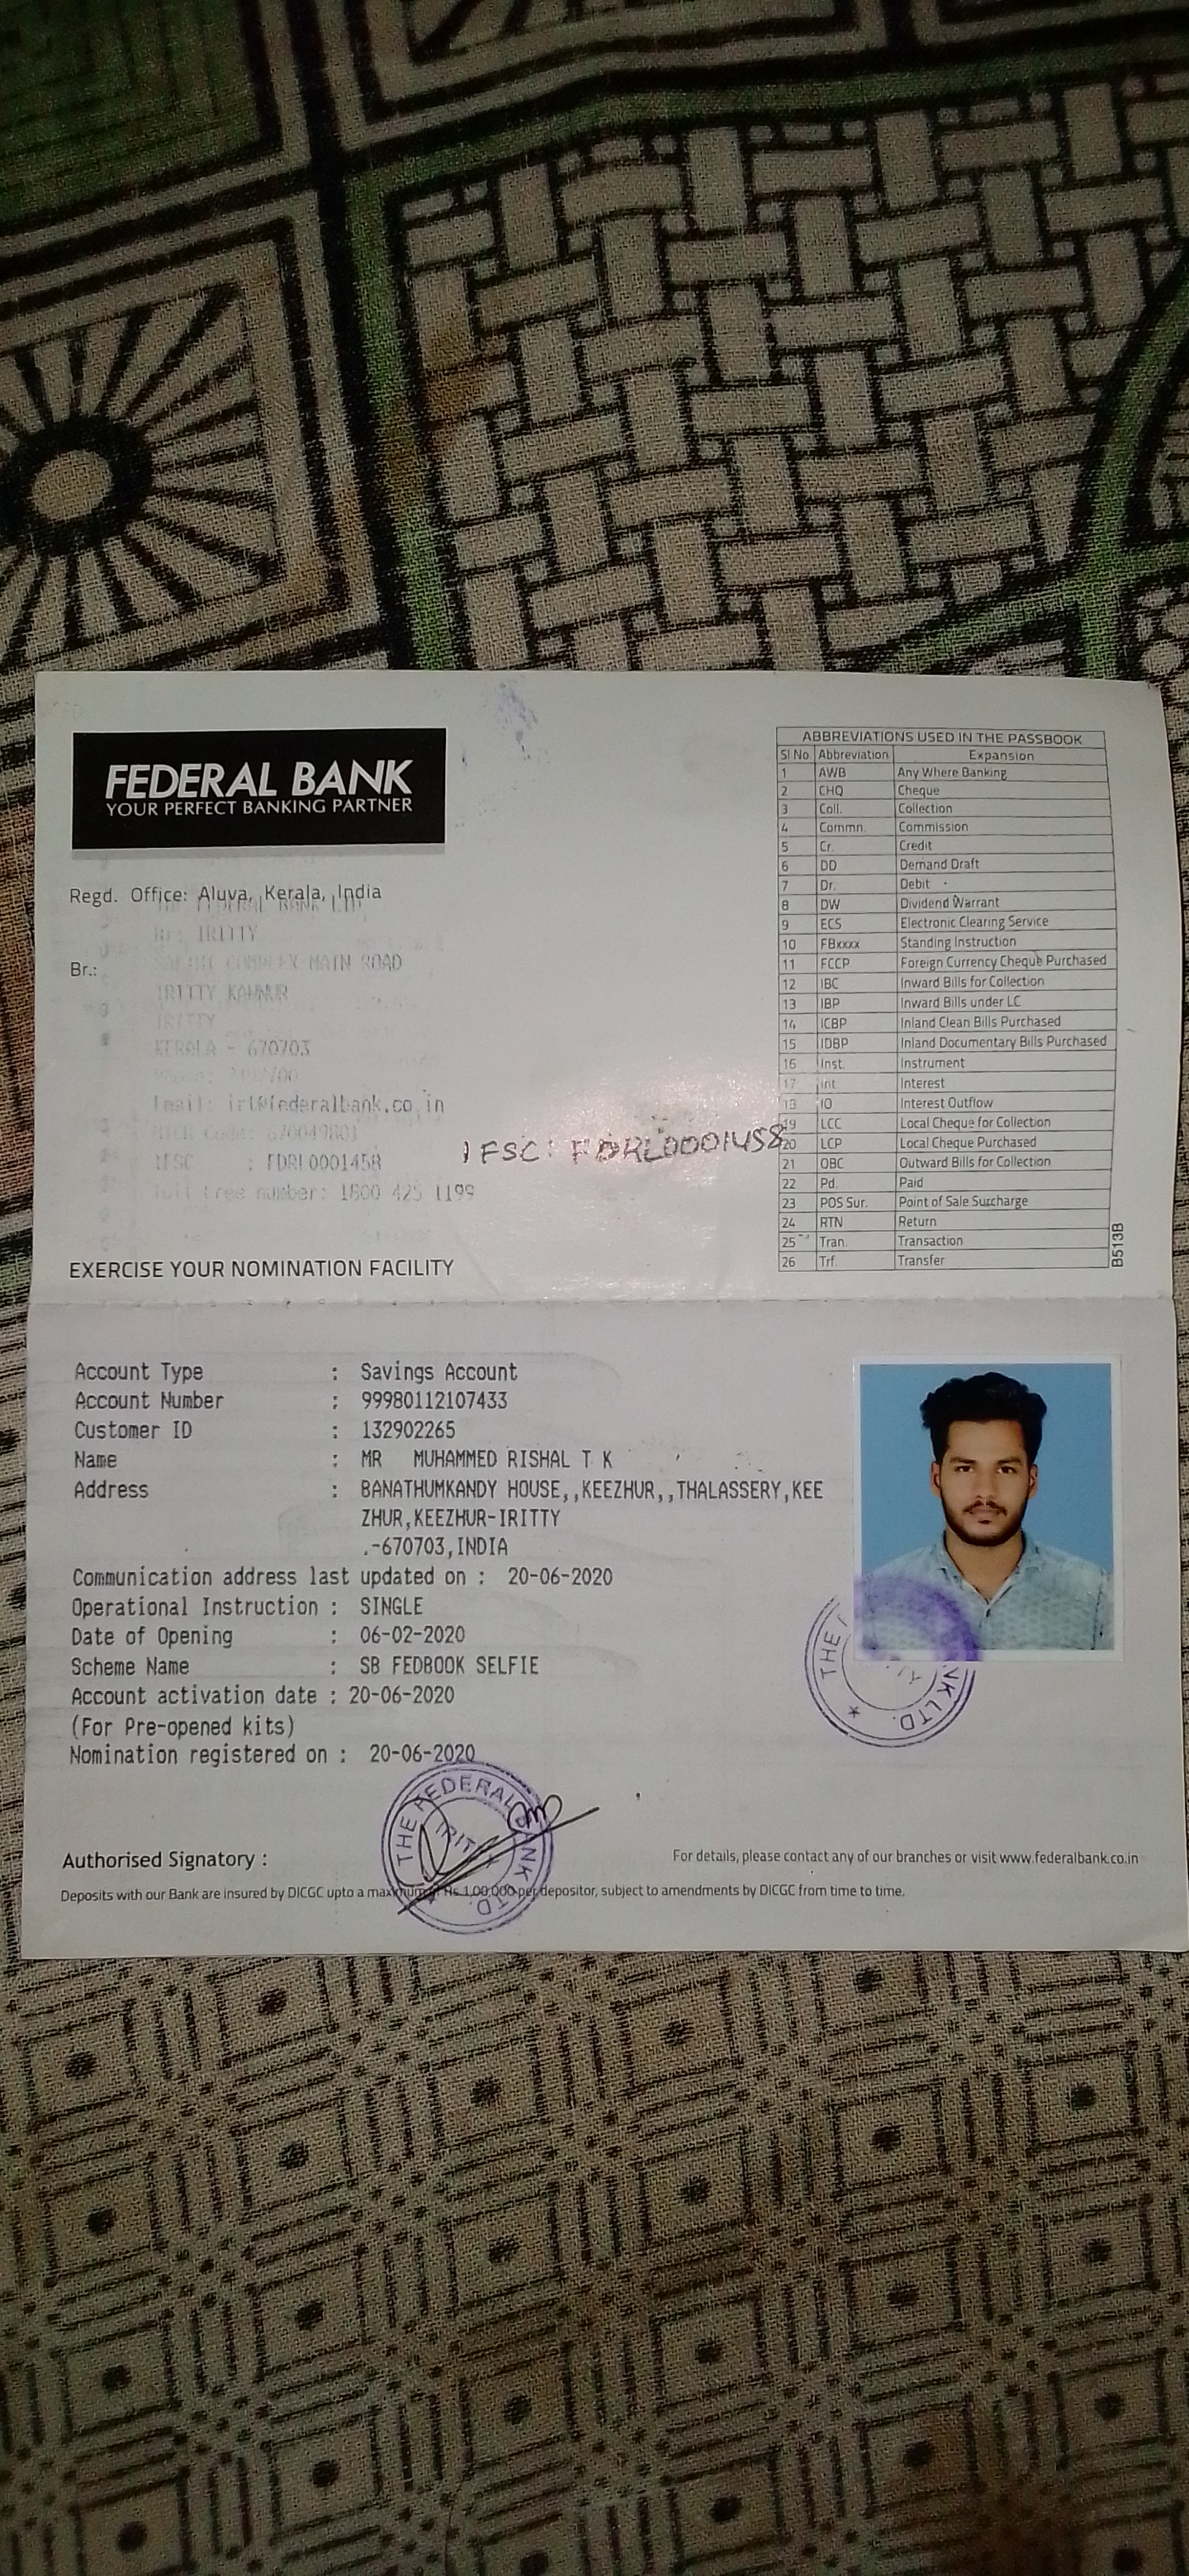 FEDERAL BANK
YOUR PERFECT BANKING PARTNER
Regd. Office: Aluva, Kerala, India
THE FEDERAL BANK LTD
Br: IRITTY
Br.:
COMPLEX MAIN ROAD
IRITTY KANNUR
IRITTY
KERALA - 670703
Email: irt@federalbank.co.in
MICR Code: 670049801
IFSC : FDRL0001458
Toll free number: 1800 425 1199
IFSC: FDRL0001458
EXERCISE YOUR NOMINATION FACILITY
ABBREVIATIONS USED IN THE PASSBOOK
Sl No. Abbreviation Expansion
1 AWB Any Where Banking
2 CHQ Cheque
3 Coll. Collection
4 Commn. Commission
5 Cr. Credit
6 DD Demand Draft
7 Dr. Debit
8 DW Dividend Warrant
9 ECS Electronic Clearing Service
10 FBxxxx Standing Instruction
11 FCCP Foreign Currency Cheque Purchased
12 IBC Inward Bills for Collection
13 IBP Inward Bills under LC
14 ICBP Inland Clean Bills Purchased
15 IDBP Inland Documentary Bills Purchased
16 Inst. Instrument
17 Int. Interest
18 IO Interest Outflow
19 LCC Local Cheque for Collection
20 LCP Local Cheque Purchased
21 OBC Outward Bills for Collection
22 Pd. Paid
23 POS Sur. Point of Sale Surcharge
24 RTN Return
25 Tran. Transaction
26 Trf. Transfer
B513B
Account Type : Savings Account
Account Number : 99980112107433
Customer ID : 132902265
Name : MR MUHAMMED RISHAL T K
Address : BANATHUMKANDY HOUSE,,KEEZHUR,,THALASSERY,KEE
ZHUR,KEEZHUR-IRITTY
.-670703,INDIA
Communication address last updated on : 20-06-2020
Operational Instruction : SINGLE
Date of Opening : 06-02-2020
Scheme Name : SB FEDBOOK SELFIE
Account activation date : 20-06-2020
(For Pre-opened kits)
Nomination registered on : 20-06-2020
THE NK LTD.
THE FEDERAL BANK LTD.
Authorised Signatory :
For details, please contact any of our branches or visit www.federalbank.co.in
Deposits with our Bank are insured by DICGC upto a maximum Rs.1,00,000 per depositor, subject to amendments by DICGC from time to time.